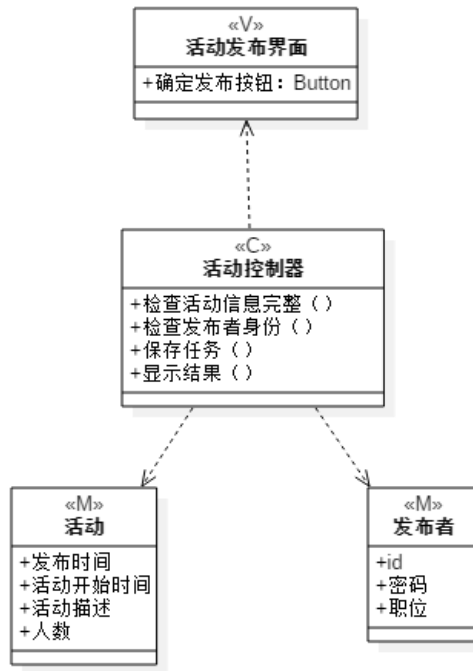 «V»
活动发布界面
+确定发布按钮：Button
«C»
活动控制器
+检查活动信息完整（）
+检查发布者身份（）
+保存任务（）
+显示结果（）
«M»
活动
+发布时间
+活动开始时间
+活动描述
+人数
«M»
发布者
+id
+密码
+职位